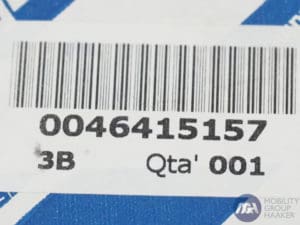 0046415157
3B Qta' 001
MOBILITY
GROUP
HAAKER